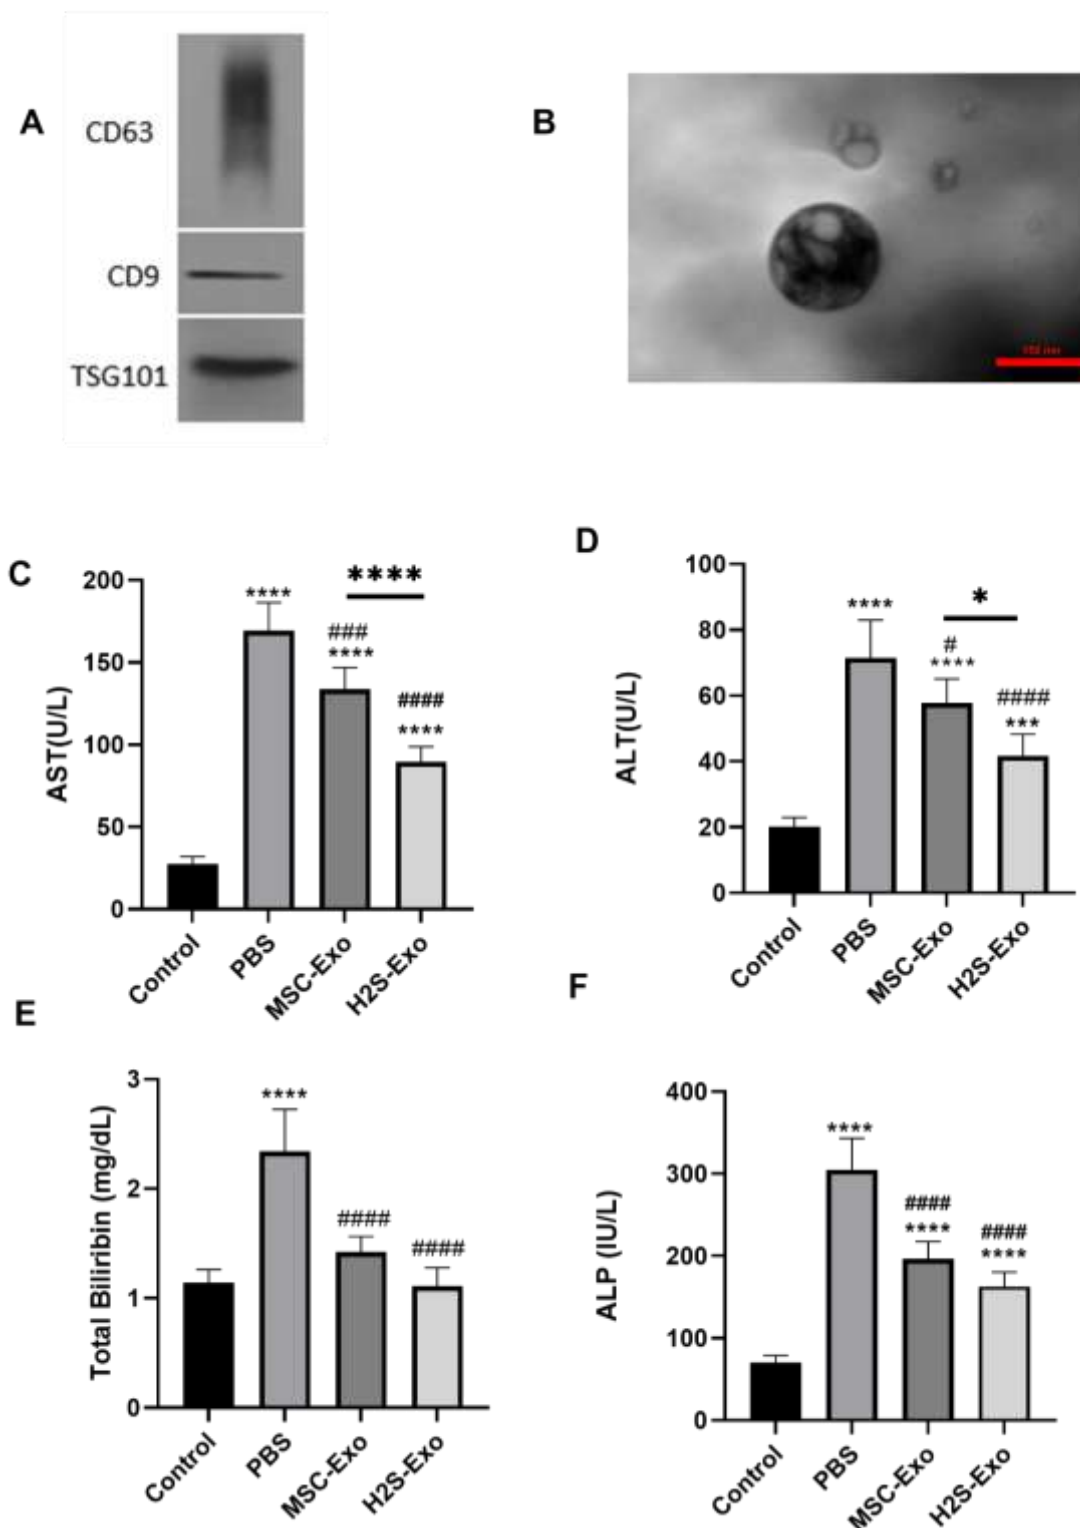 A
CD63
CD9
TSG101
B
C
AST(U/L)
200
150
100
50
0
****
###
****
****
####
****
Control
PBS
MSC-Exo
H2S-Exo
D
ALT(U/L)
100
80
60
40
20
0
****
*
#
****
####
***
Control
PBS
MSC-Exo
H2S-Exo
E
Total Biliribin (mg/dL)
3
2
1
0
****
####
####
Control
PBS
MSC-Exo
H2S-Exo
F
ALP (IU/L)
400
300
200
100
0
****
####
****
####
****
Control
PBS
MSC-Exo
H2S-Exo